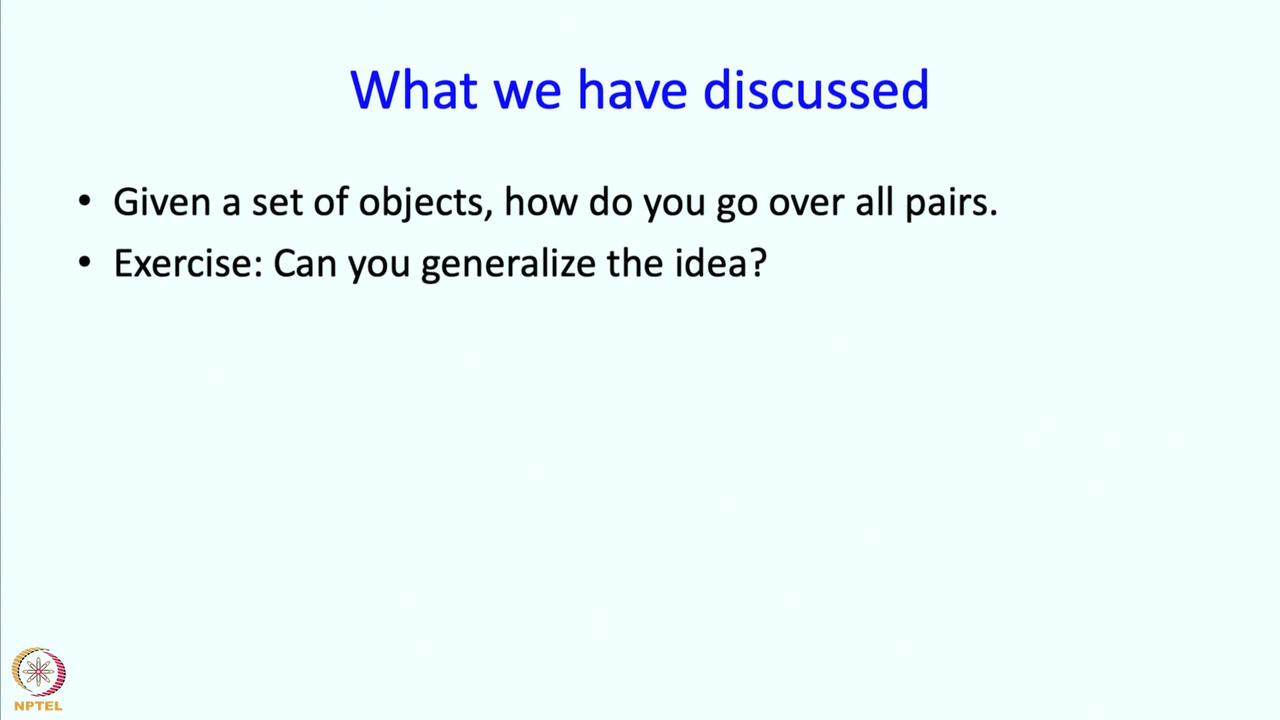 What we have discussed
• Given a set of objects, how do you go over all pairs.
• Exercise: Can you generalize the idea?
NPTEL